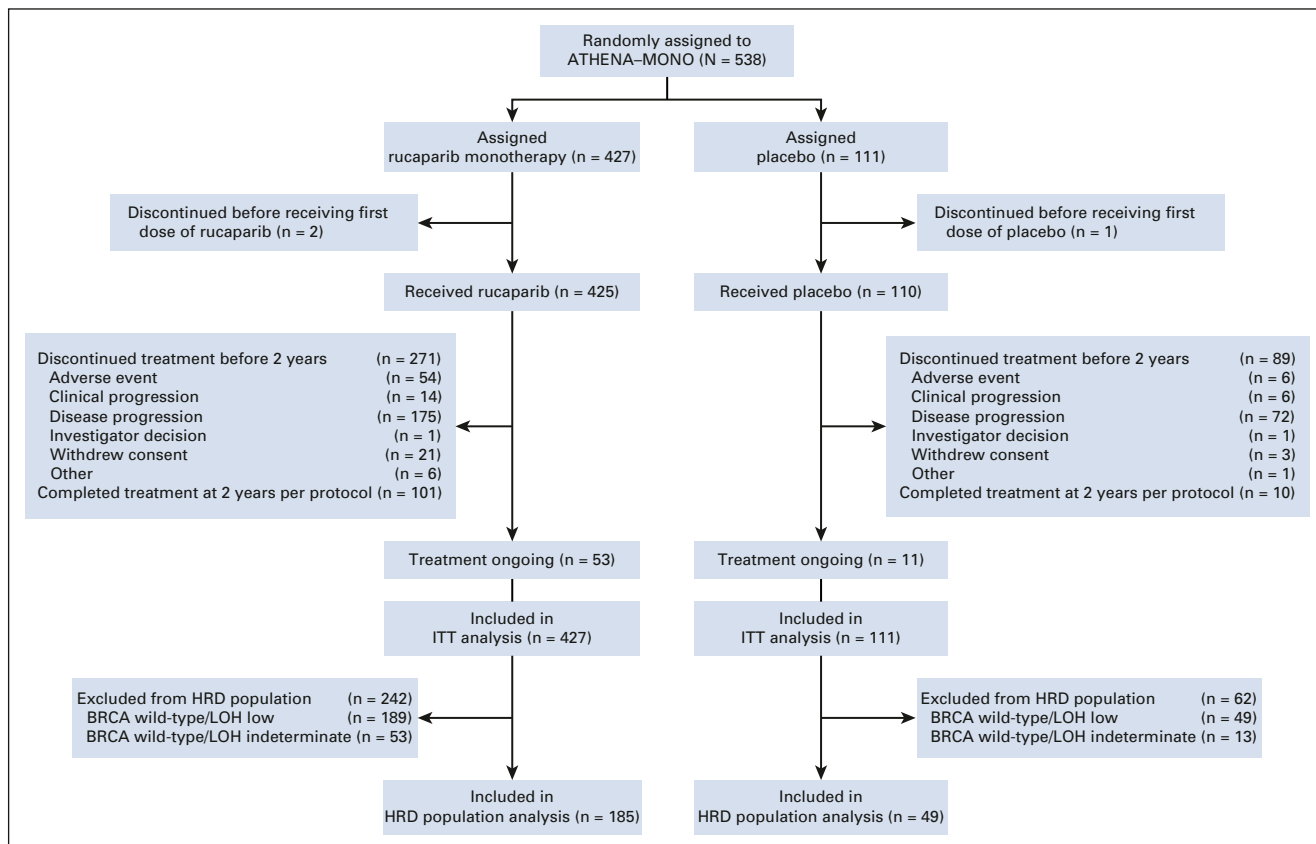 Randomly assigned to
ATHENA–MONO (N = 538)
Assigned
rucaparib monotherapy (n = 427)
Assigned
placebo (n = 111)
Discontinued before receiving first
dose of rucaparib (n = 2)
Discontinued before receiving first
dose of placebo (n = 1)
Received rucaparib (n = 425)
Received placebo (n = 110)
Discontinued treatment before 2 years (n = 271)
Adverse event (n = 54)
Clinical progression (n = 14)
Disease progression (n = 175)
Investigator decision (n = 1)
Withdrew consent (n = 21)
Other (n = 6)
Completed treatment at 2 years per protocol (n = 101)
Discontinued treatment before 2 years (n = 89)
Adverse event (n = 6)
Clinical progression (n = 6)
Disease progression (n = 72)
Investigator decision (n = 1)
Withdrew consent (n = 3)
Other (n = 1)
Completed treatment at 2 years per protocol (n = 10)
Treatment ongoing (n = 53)
Treatment ongoing (n = 11)
Included in
ITT analysis (n = 427)
Included in
ITT analysis (n = 111)
Excluded from HRD population (n = 242)
BRCA wild-type/LOH low (n = 189)
BRCA wild-type/LOH indeterminate (n = 53)
Excluded from HRD population (n = 62)
BRCA wild-type/LOH low (n = 49)
BRCA wild-type/LOH indeterminate (n = 13)
Included in
HRD population analysis (n = 185)
Included in
HRD population analysis (n = 49)